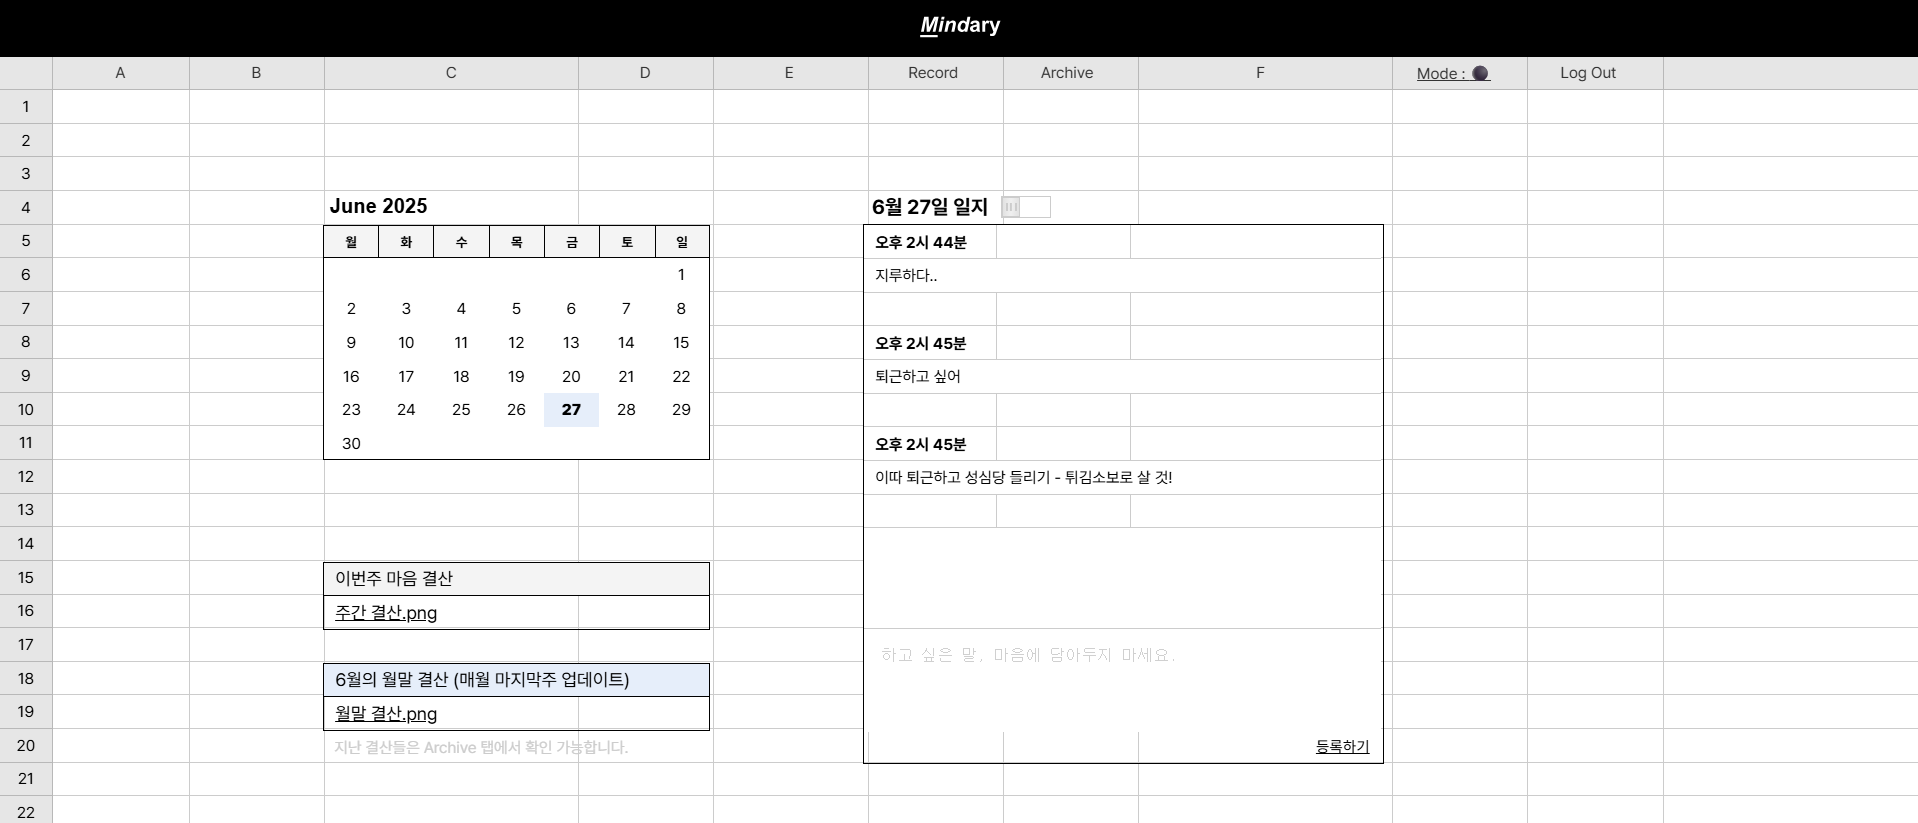 Mindary
A B C D E Record Archive F Mode : Log Out
1
2
3
4
5
6
7
8
9
10
11
12
13
14
15
16
17
18
19
20
21
22
June 2025
월 화 수 목 금 토 일
1
2 3 4 5 6 7 8
9 10 11 12 13 14 15
16 17 18 19 20 21 22
23 24 25 26 27 28 29
30
이번주 마음 결산
주간 결산.png
6월의 월말 결산 (매월 마지막주 업데이트)
월말 결산.png
지난 결산들은 Archive 탭에서 확인 가능합니다.
6월 27일 일지
오후 2시 44분
지루하다..
오후 2시 45분
퇴근하고 싶어
오후 2시 45분
이따 퇴근하고 성심당 들리기 - 튀김소보로 살 것!
하고 싶은 말, 마음에 담아두지 마세요.
등록하기